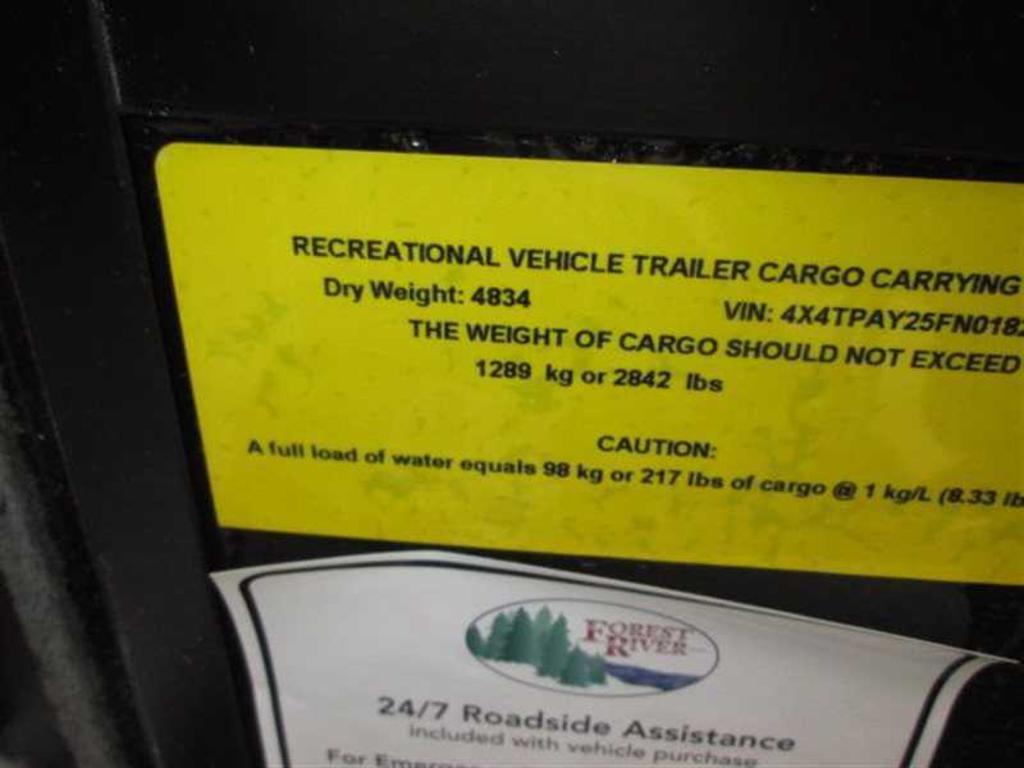 RECREATIONAL VEHICLE TRAILER CARGO CARRYING
Dry Weight: 4834 VIN: 4X4TPAY25FN018
THE WEIGHT OF CARGO SHOULD NOT EXCEED
1289 kg or 2842 lbs
CAUTION:
A full load of water equals 98 kg or 217 lbs of cargo @ 1 kg/L (8.33 lb
FOREST
RIVER
24/7 Roadside Assistance
included with vehicle purchase
For